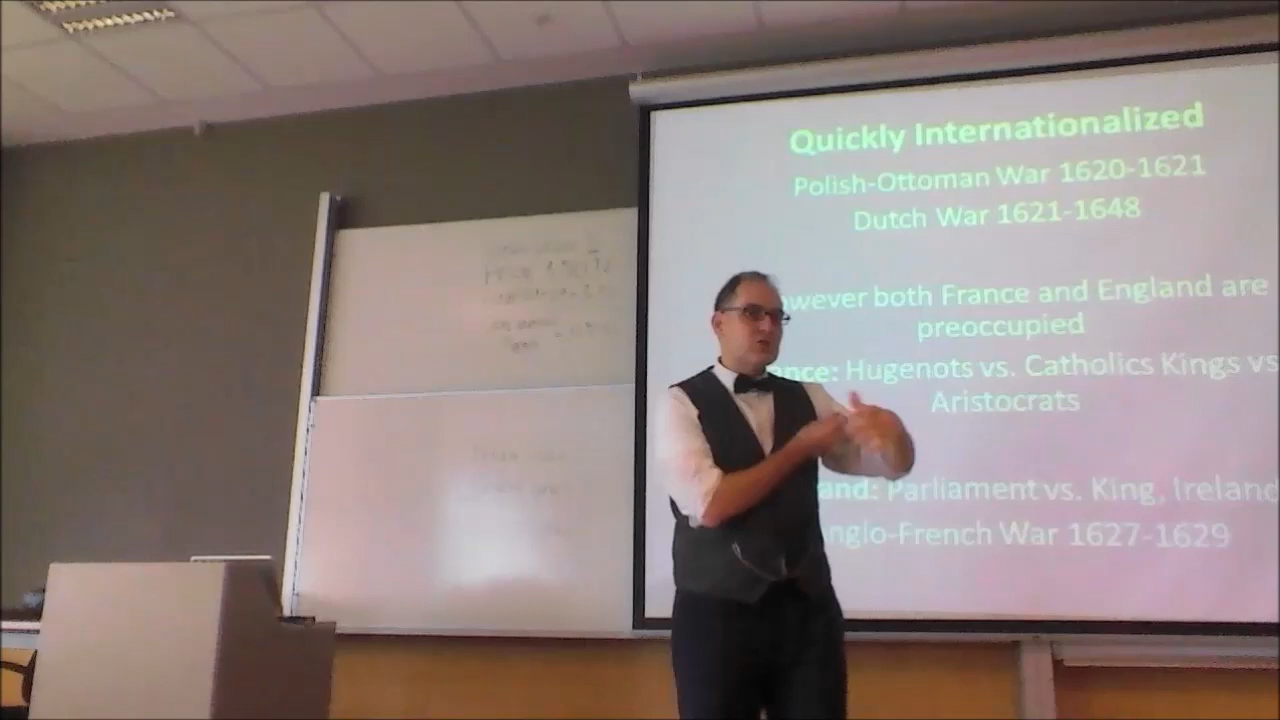 Quickly Internationalized
Polish-Ottoman War 1620-1621
Dutch War 1621-1648
owever both France and England are
preoccupied
ance: Hugenots vs. Catholics Kings vs
Aristocrats
and: Parliament vs. King, Ireland
nglo-French War 1627-1629